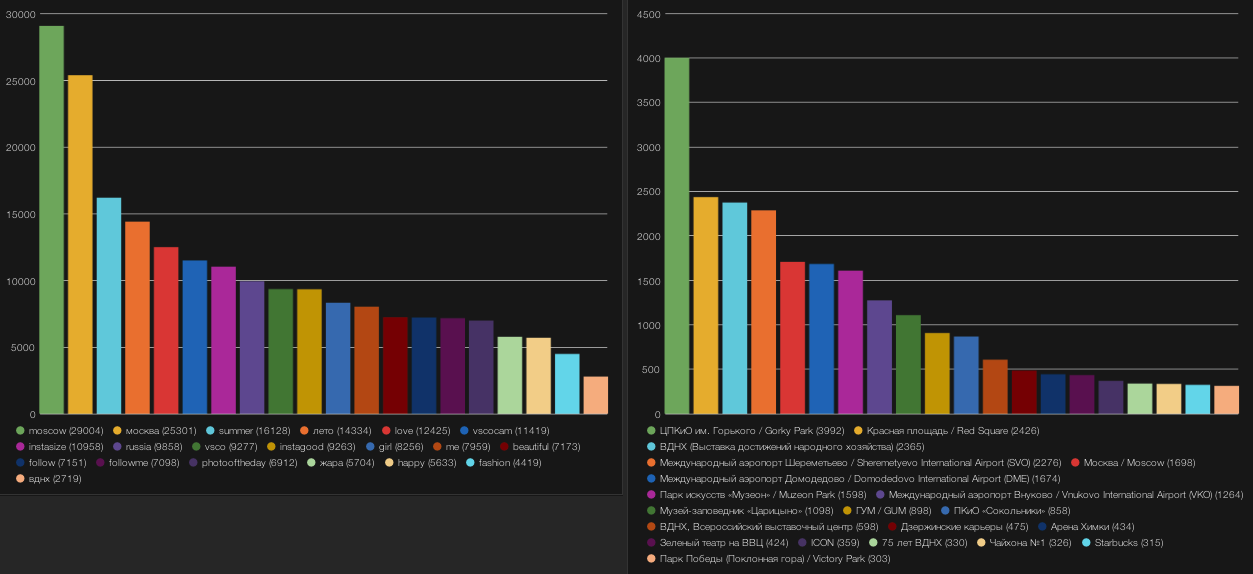 30000
25000
20000
15000
10000
5000
0
moscow (29004) москва (25301) summer (16128) лето (14334) love (12425) vscocam (11419)
instasize (10958) russia (9858) vsco (9277) instagood (9263) girl (8256) me (7959) beautiful (7173)
follow (7151) followme (7098) photooftheday (6912) жара (5704) happy (5633) fashion (4419)
вднх (2719)
4500
4000
3500
3000
2500
2000
1500
1000
500
0
ЦПКиО им. Горького / Gorky Park (3992) Красная площадь / Red Square (2426)
ВДНХ (Выставка достижений народного хозяйства) (2365)
Международный аэропорт Шереметьево / Sheremetyevo International Airport (SVO) (2276) Москва / Moscow (1698)
Международный аэропорт Домодедово / Domodedovo International Airport (DME) (1674)
Парк искусств «Музеон» / Muzeon Park (1598) Международный аэропорт Внуково / Vnukovo International Airport (VKO) (1264)
Музей-заповедник «Царицыно» (1098) ГУМ / GUM (898) ПКиО «Сокольники» (858)
ВДНХ, Всероссийский выставочный центр (598) Дзержинские карьеры (475) Арена Химки (434)
Зеленый театр на ВВЦ (424) ICON (359) 75 лет ВДНХ (330) Чайхона №1 (326) Starbucks (315)
Парк Победы (Поклонная гора) / Victory Park (303)